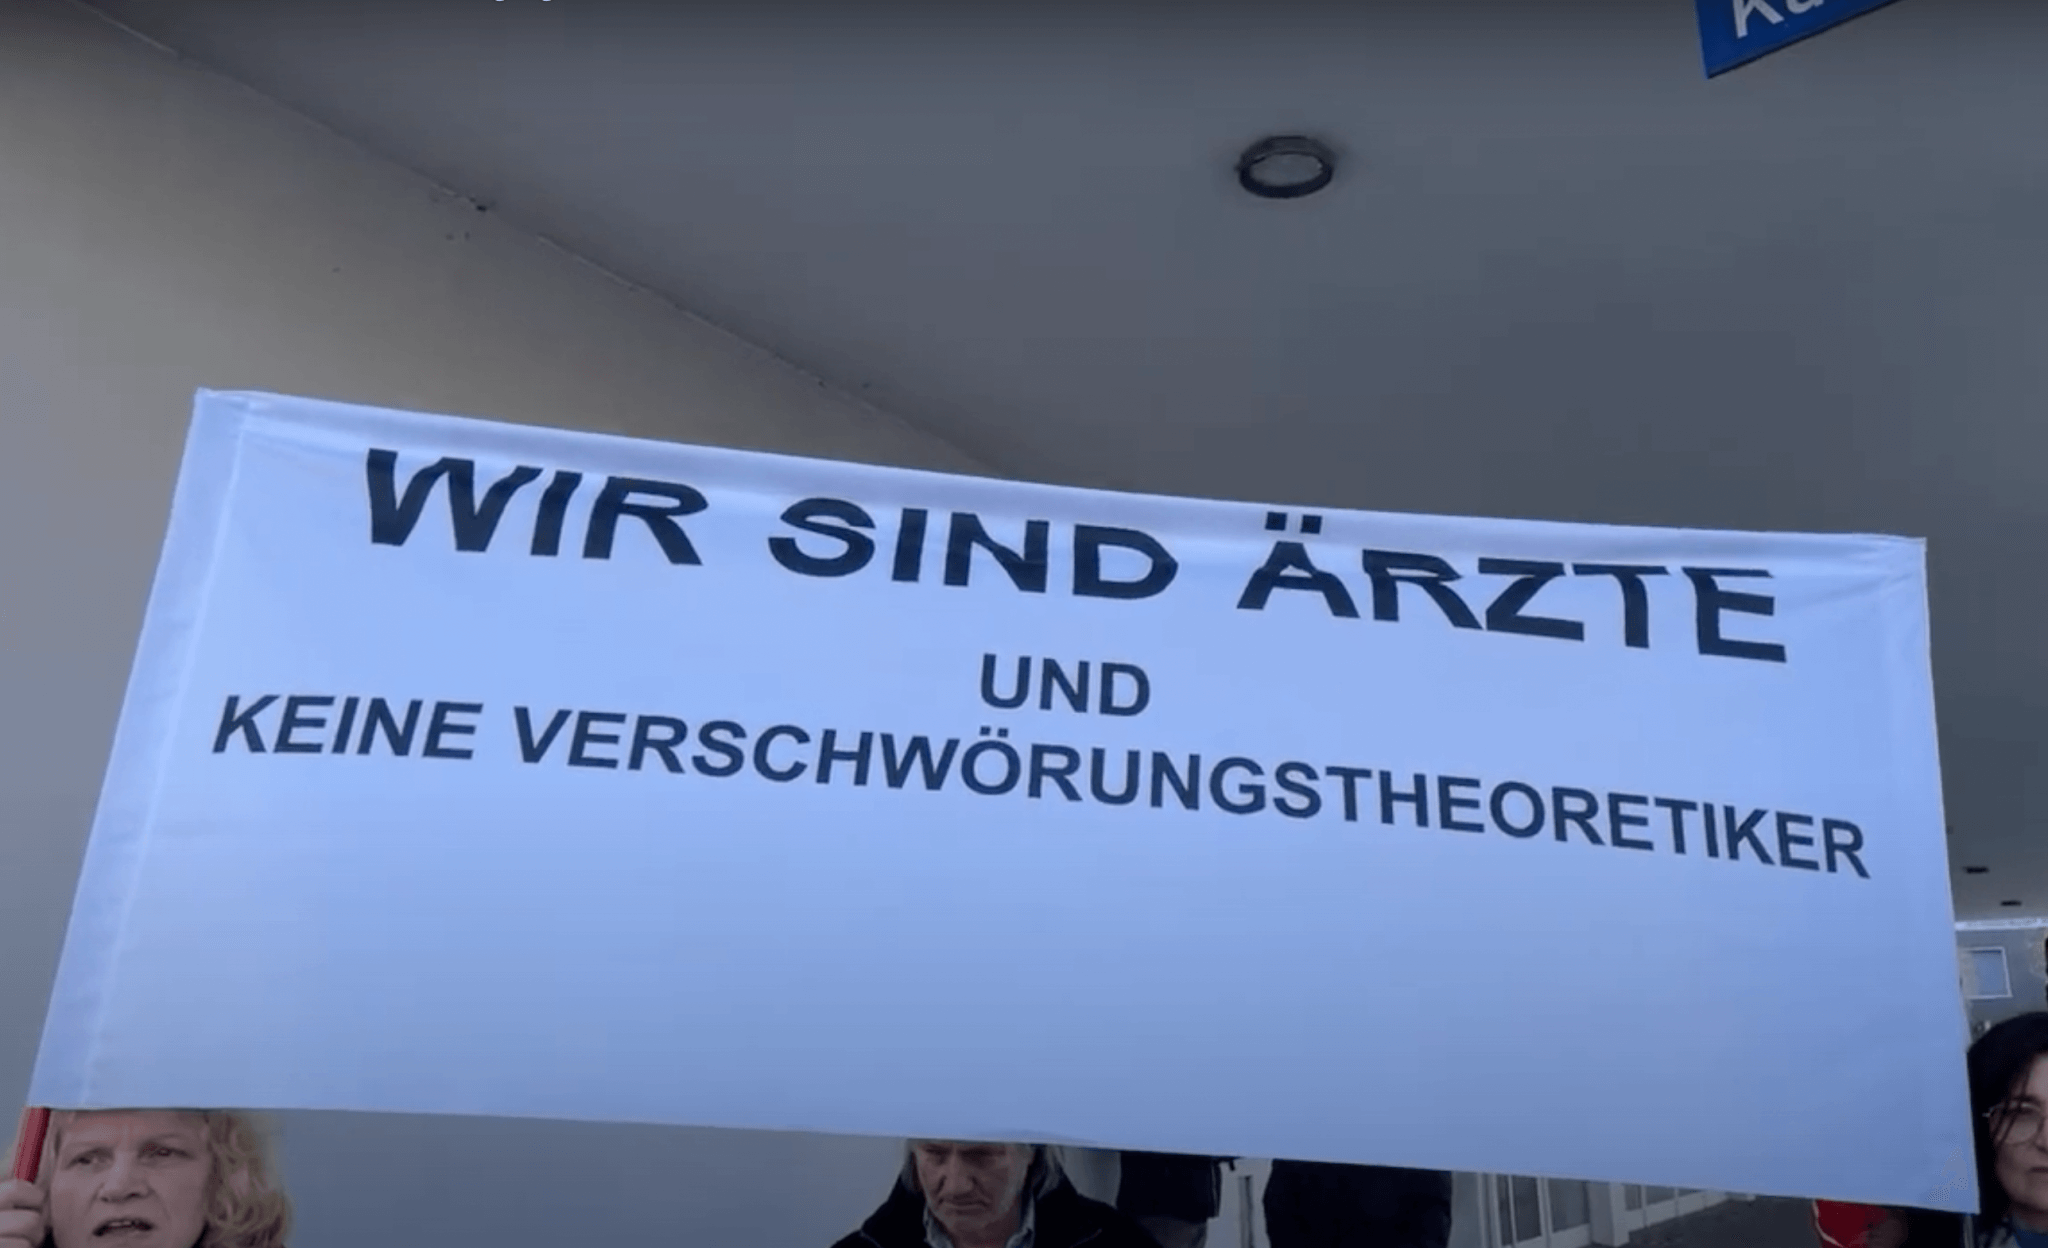 WIR SIND ÄRZTE
UND
KEINE VERSCHWÖRUNGSTHEORETIKER